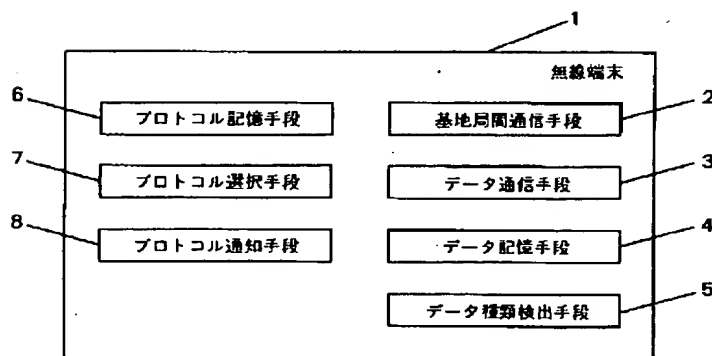 1
無線端末
6
プロトコル記憶手段
基地局間通信手段
2
7
プロトコル選択手段
データ通信手段
3
8
プロトコル通知手段
データ記憶手段
4
データ種類検出手段
5